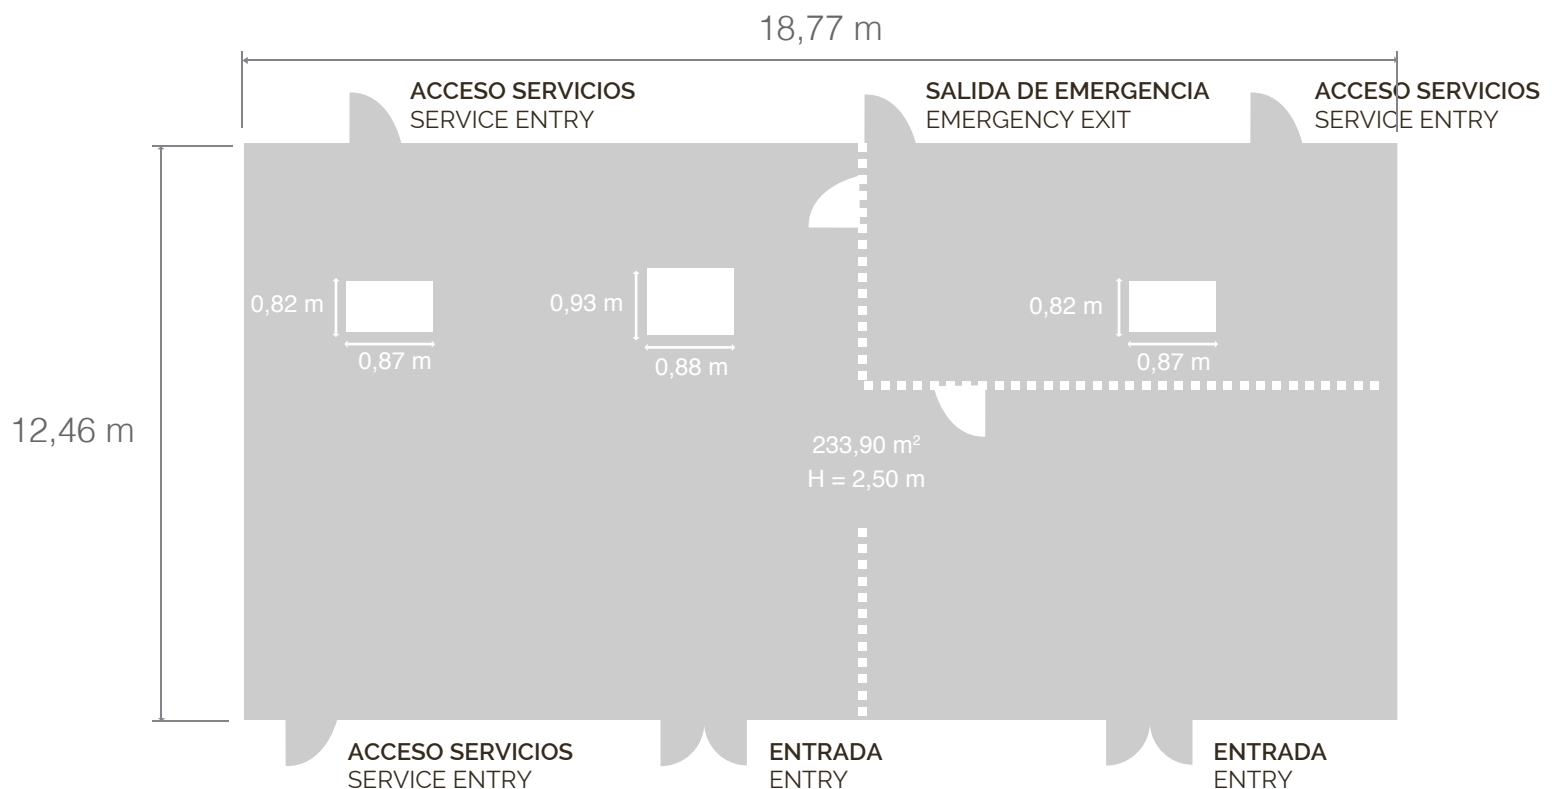 18,77 m
ACCESO SERVICIOS
SERVICE ENTRY
SALIDA DE EMERGENCIA
EMERGENCY EXIT
ACCESO SERVICIOS
SERVICE ENTRY
0,82 m
0,87 m
0,93 m
0,88 m
0,82 m
0,87 m
12,46 m
233,90 m²
H = 2,50 m
ACCESO SERVICIOS
SERVICE ENTRY
ENTRADA
ENTRY
ENTRADA
ENTRY